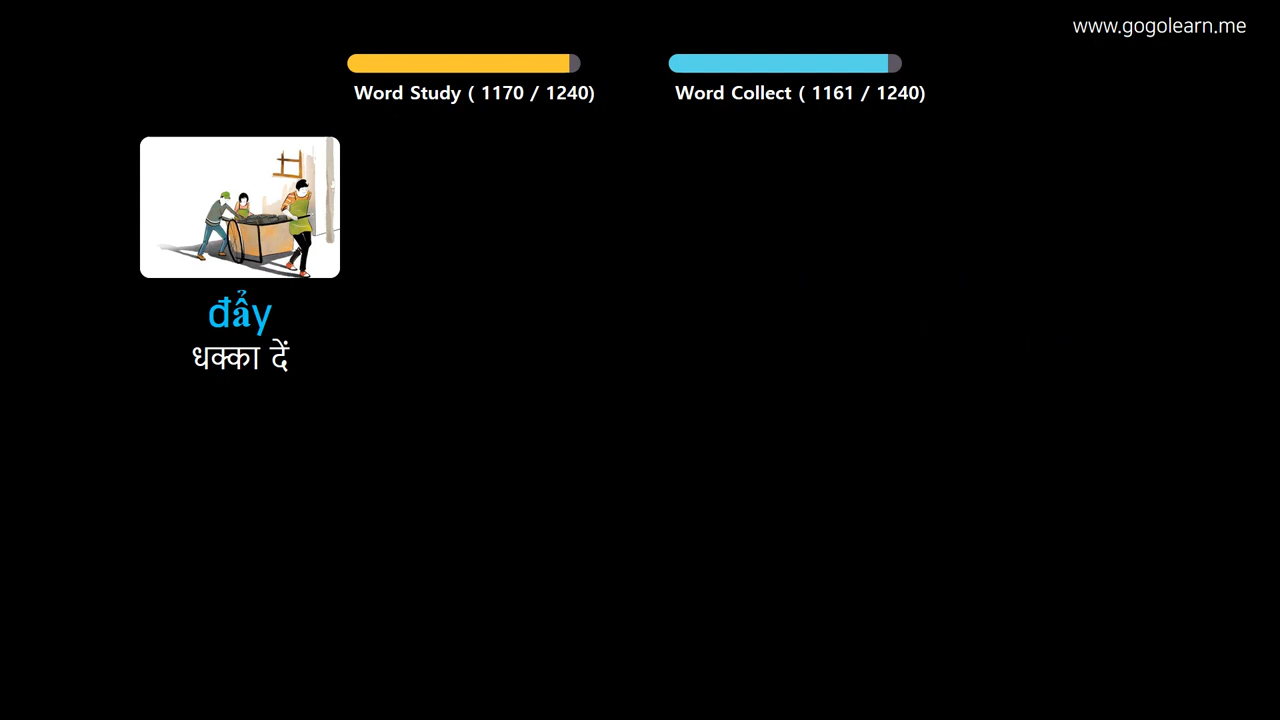 www.gogolearn.me
Word Study ( 1170 / 1240)
Word Collect ( 1161 / 1240)
đẩy
धक्का दें